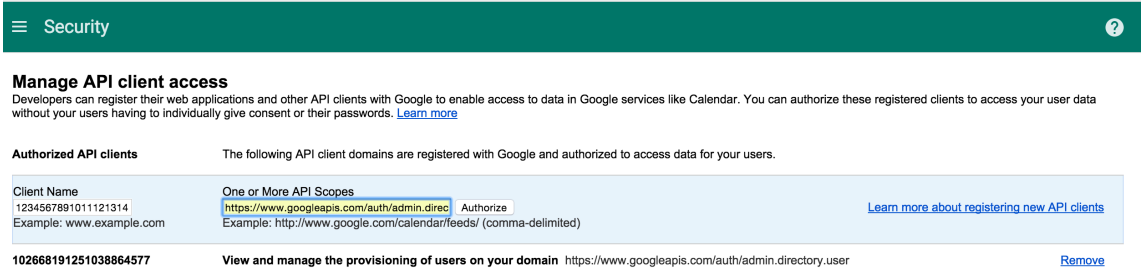 Security
Manage API client access
Developers can register their web applications and other API clients with Google to enable access to data in Google services like Calendar. You can authorize these registered clients to access your user data
without your users having to individually give consent or their passwords. Learn more
Authorized API clients The following API client domains are registered with Google and authorized to access data for your users.
Client Name One or More API Scopes
1234567891011121314 https://www.googleapis.com/auth/admin.direc Authorize Learn more about registering new API clients
Example: www.example.com Example: http://www.google.com/calendar/feeds/ (comma-delimited)
102668191251038864577 View and manage the provisioning of users on your domain https://www.googleapis.com/auth/admin.directory.user Remove